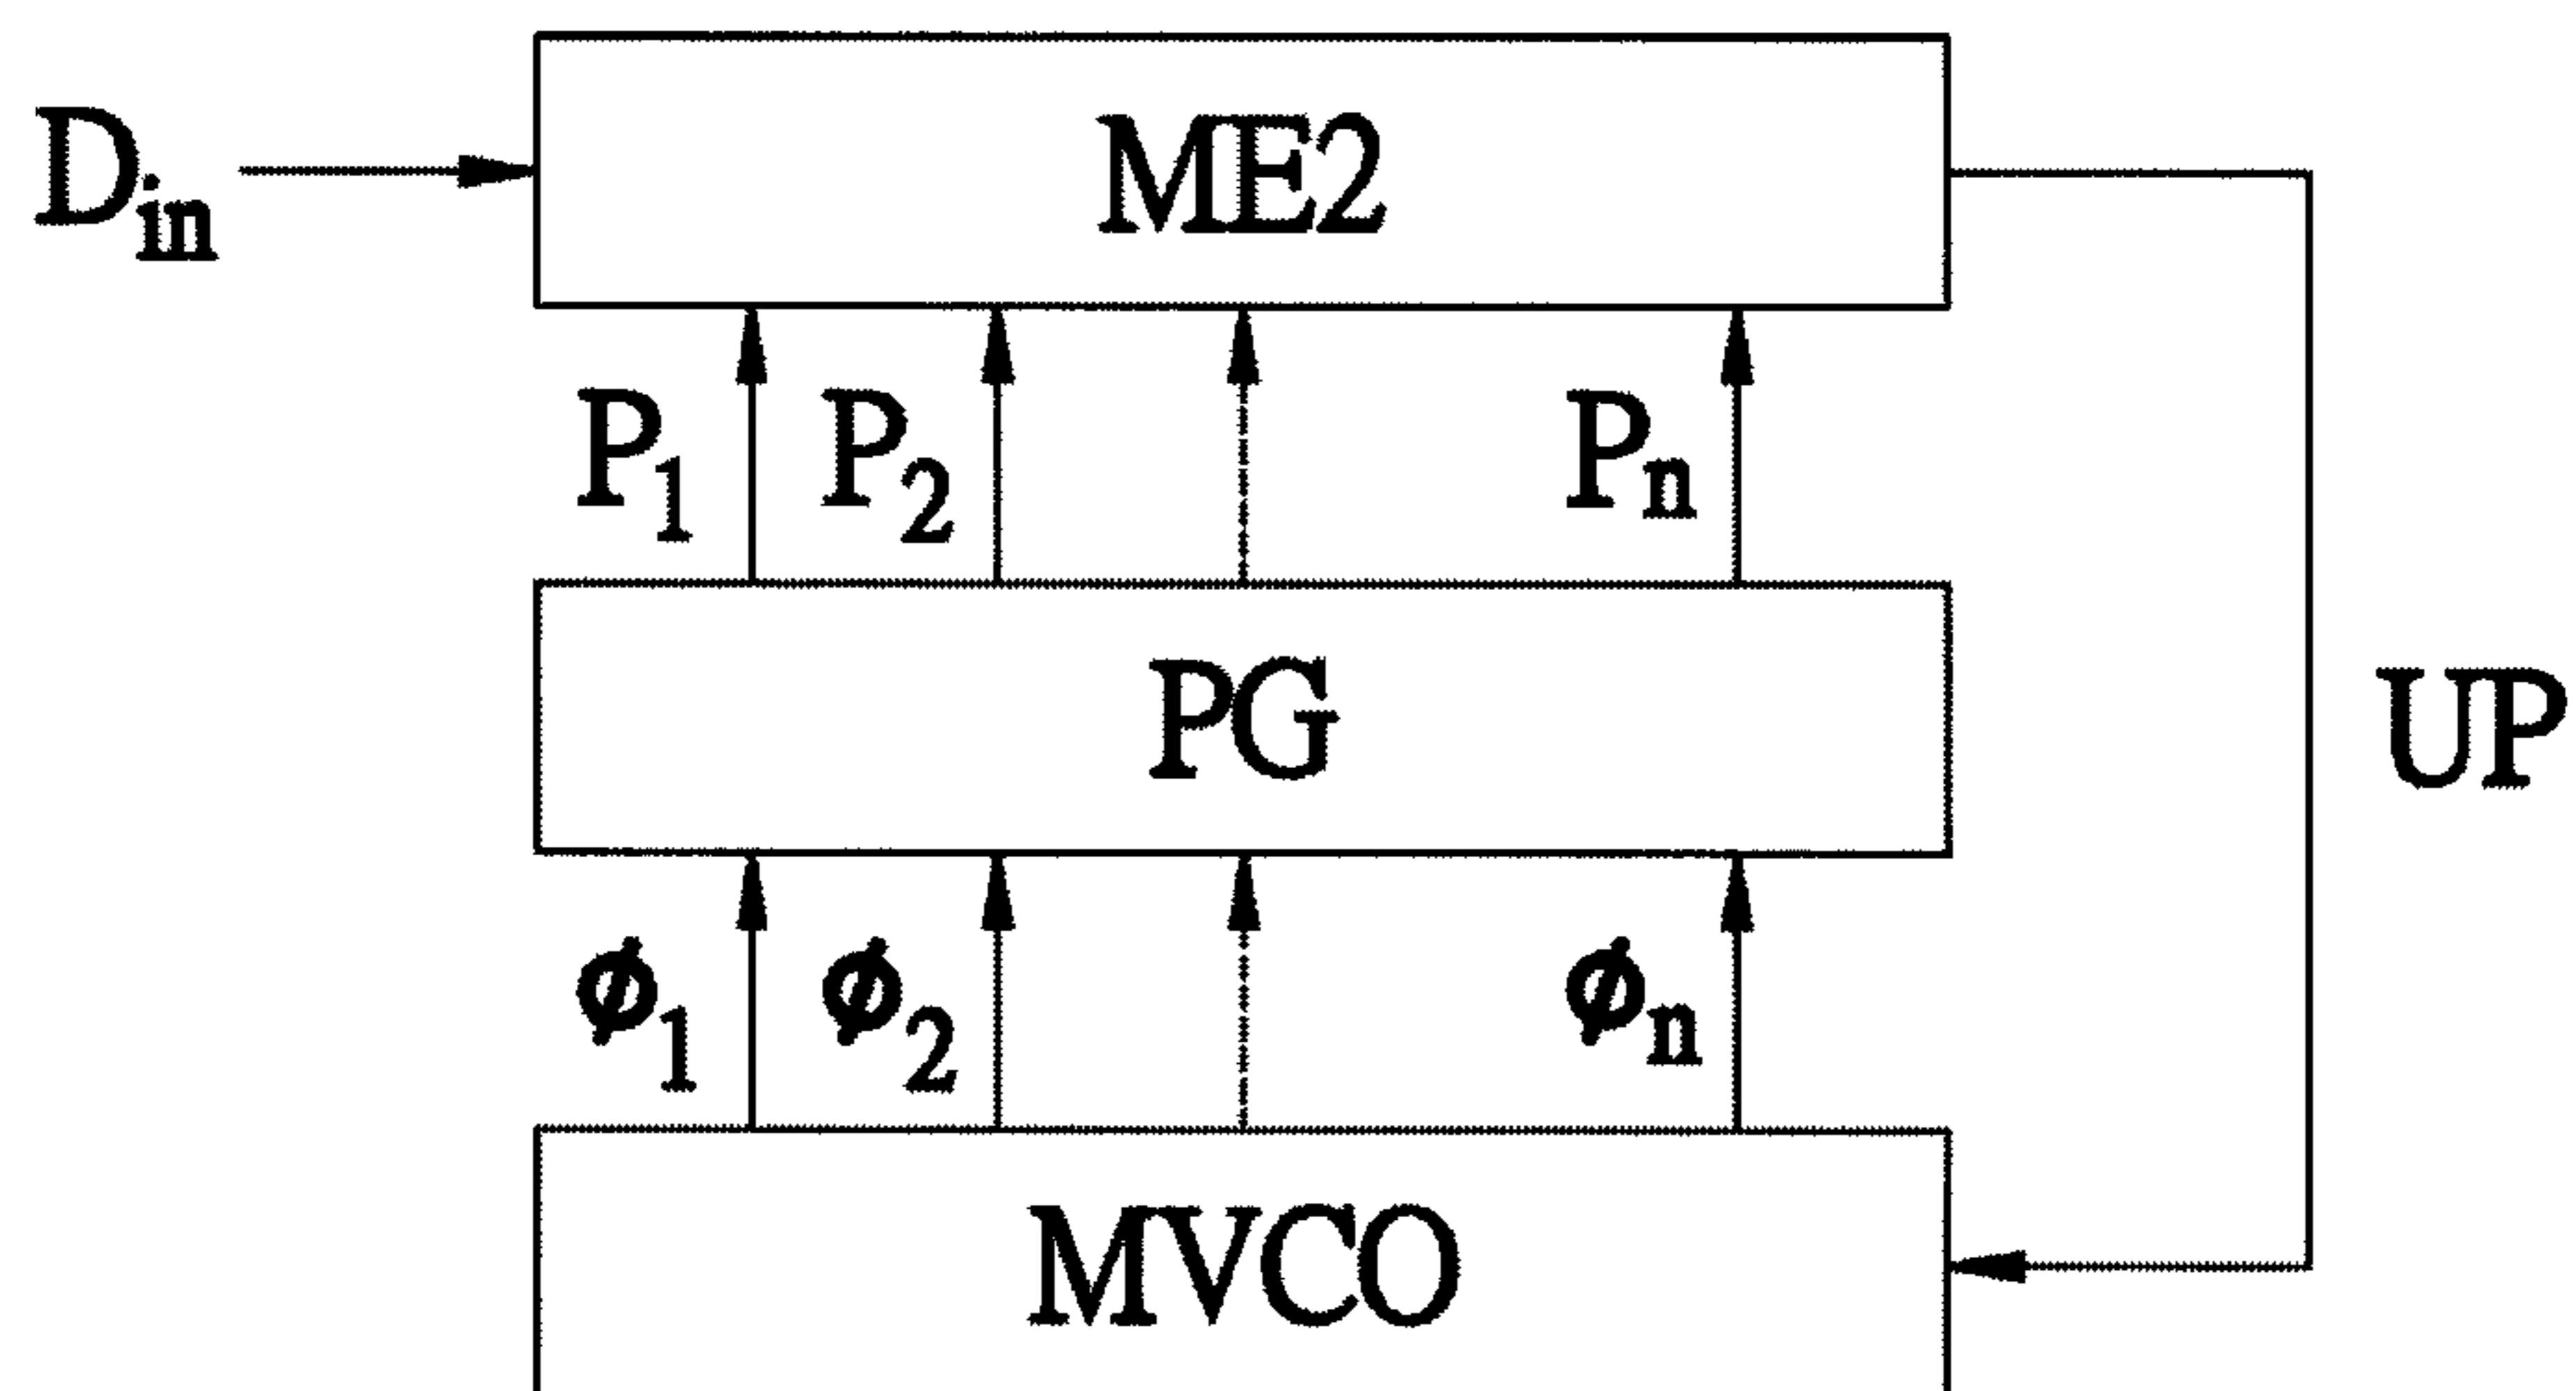 ME2
D_in
P_1 P_2 P_n
PG
UP
ϕ_1 ϕ_2 ϕ_n
MVCO